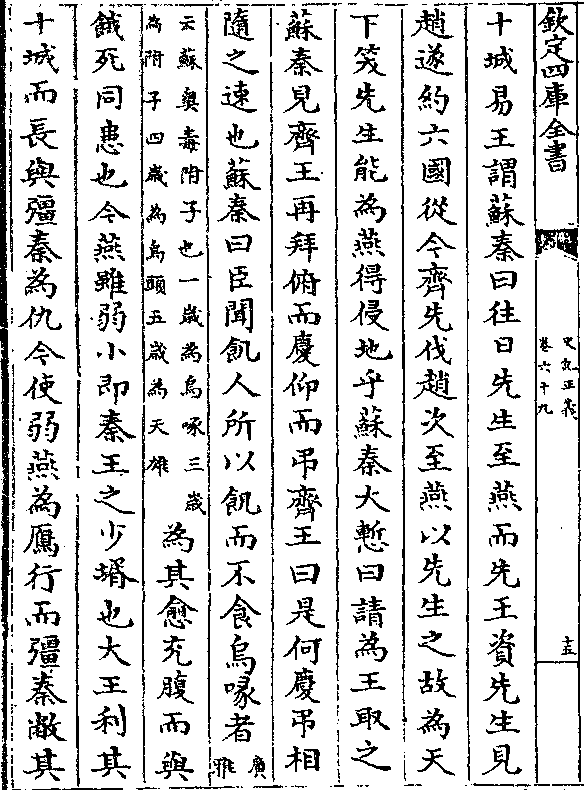 欽定四庫全書
史記正義
卷六十九
十五
十城易王謂蘇秦曰往日先生至燕而先王資先生見
趙遂約六國從今齊先伐趙次至燕以先生之故為天
下笑先生能為燕得侵地乎蘇秦大慙曰請為王取之
蘇秦見齊王再拜俯而慶仰而弔齊王曰是何慶弔相
隨之速也蘇秦曰臣聞飢人所以飢而不食烏喙者
廣
雅
云蘇奧毒附子也一歲為烏喙三歲
為附子四歲為烏頭五歲為天雄
為其愈充腹而與
餓死同患也今燕雖弱小即秦王之少壻也大王利其
十城而長與彊秦為仇今使弱燕為鴈行而彊秦敝其